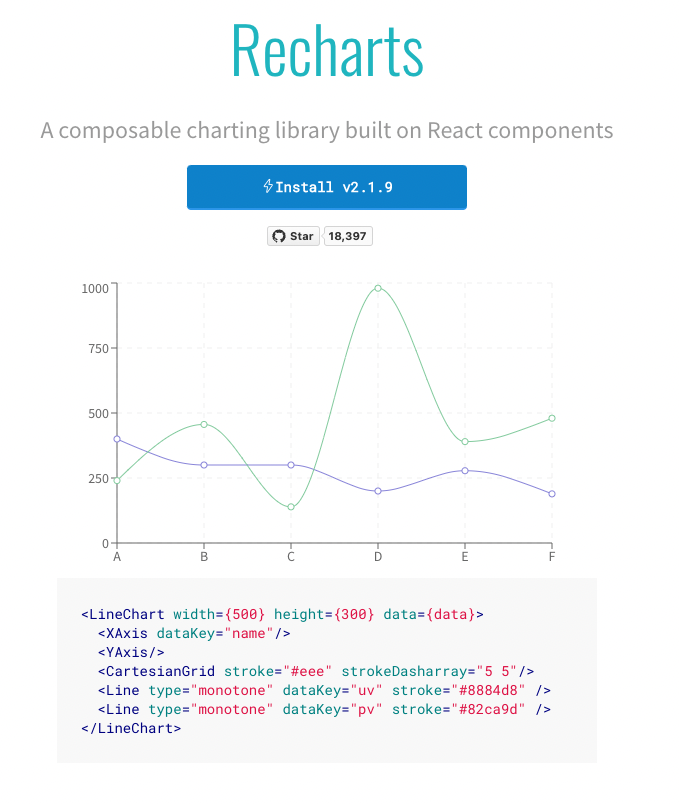 Recharts
A composable charting library built on React components
Install v2.1.9
Star 18,397
1000
750
500
250
0
A B C D E F
<LineChart width={500} height={300} data={data}>
  <XAxis dataKey="name"/>
  <YAxis/>
  <CartesianGrid stroke="#eee" strokeDasharray="5 5"/>
  <Line type="monotone" dataKey="uv" stroke="#8884d8" />
  <Line type="monotone" dataKey="pv" stroke="#82ca9d" />
</LineChart>